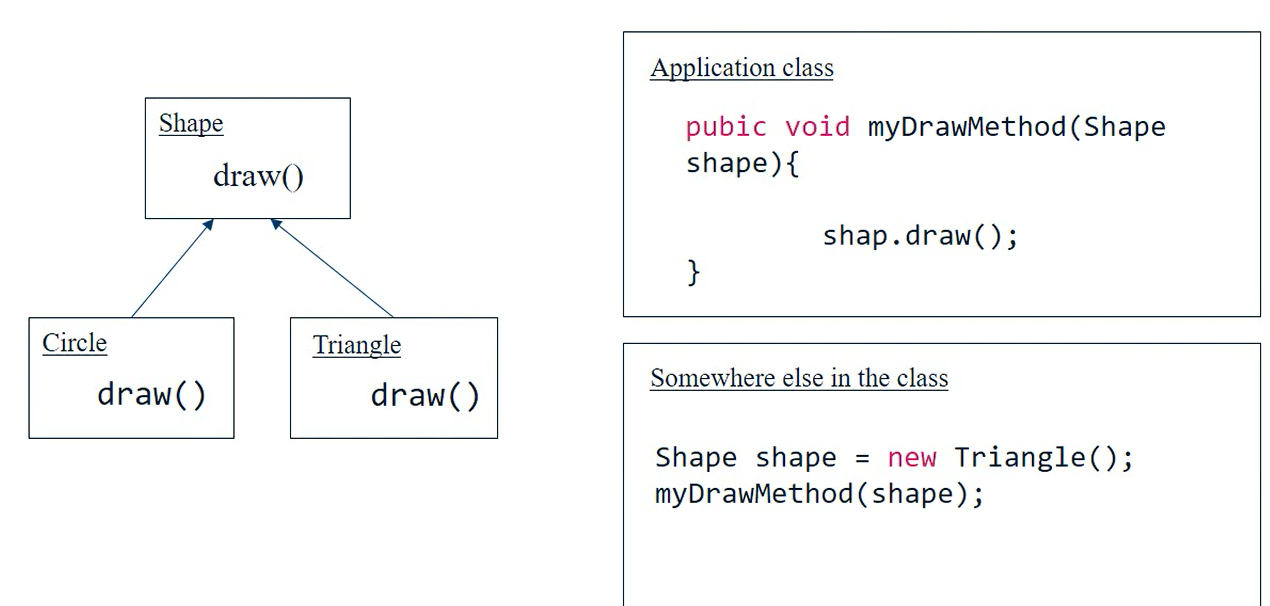 Shape
draw()
Circle
draw()
Triangle
draw()
Application class
pubic void myDrawMethod(Shape
shape){
shap.draw();
}
Somewhere else in the class
Shape shape = new Triangle();
myDrawMethod(shape);